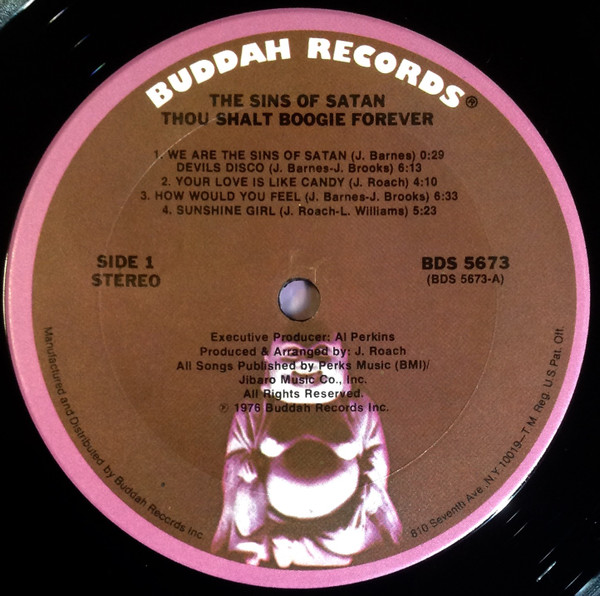 BUDDAH RECORDS®
THE SINS OF SATAN
THOU SHALT BOOGIE FOREVER
1. WE ARE THE SINS OF SATAN (J. Barnes) 0:29
DEVILS DISCO (J. Barnes-J. Brooks) 6:13
2. YOUR LOVE IS LIKE CANDY (J. Roach) 4:10
3. HOW WOULD YOU FEEL (J. Barnes-J. Brooks) 6:33
4. SUNSHINE GIRL (J. Roach-L. Williams) 5:23
SIDE 1
STEREO
BDS 5673
(BDS 5673-A)
Executive Producer: Al Perkins
Produced & Arranged by: J. Roach
All Songs Published by Perks Music (BMI)/
Jibaro Music Co., Inc.
All Rights Reserved.
℗ 1976 Buddah Records Inc.
Manufactured and Distributed by Buddah Records Inc.
810 Seventh Ave., N.Y. 10019—T.M. Reg. U.S. Pat. Off.